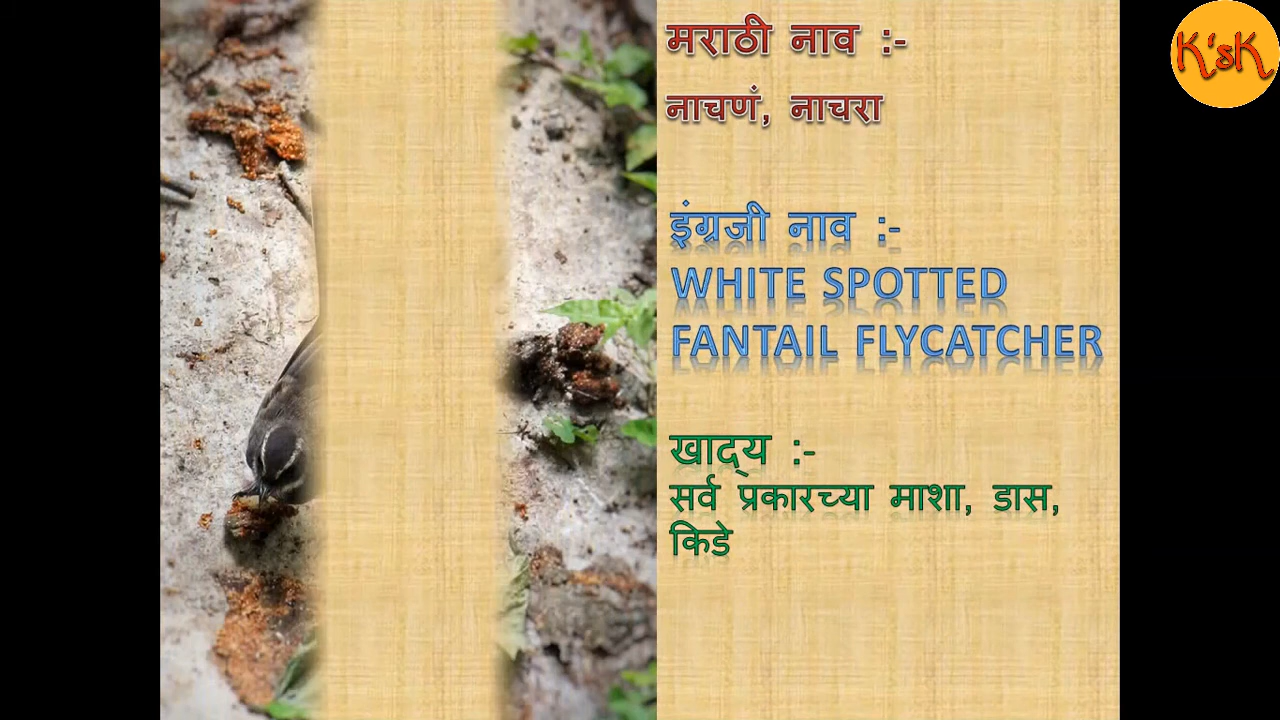 मराठी नाव :-
नाचणं, नाचरा
इंग्रजी नाव :-
WHITE SPOTTED
FANTAIL FLYCATCHER
खाद्य :-
सर्व प्रकारच्या माशा, डास,
किडे
K'sK